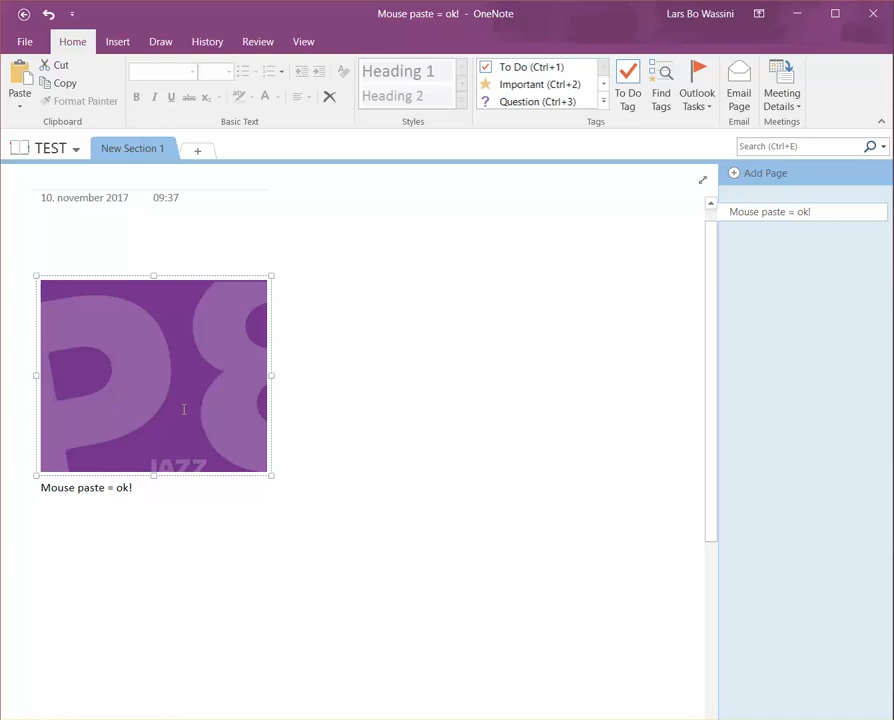 Mouse paste = ok! - OneNote
Lars Bo Wassini
File Home Insert Draw History Review View
Paste
Cut
Copy
Format Painter
Clipboard
B I U abc x₂ aby A
Basic Text
Heading 1
Heading 2
Styles
To Do (Ctrl+1)
Important (Ctrl+2)
? Question (Ctrl+3)
Tags
To Do Tag
Find Tags
Outlook Tasks
Email Page
Email
Meeting Details
Meetings
TEST
New Section 1
+
Search (Ctrl+E)
Add Page
Mouse paste = ok!
10. november 2017 09:37
P8
JAZZ
Mouse paste = ok!